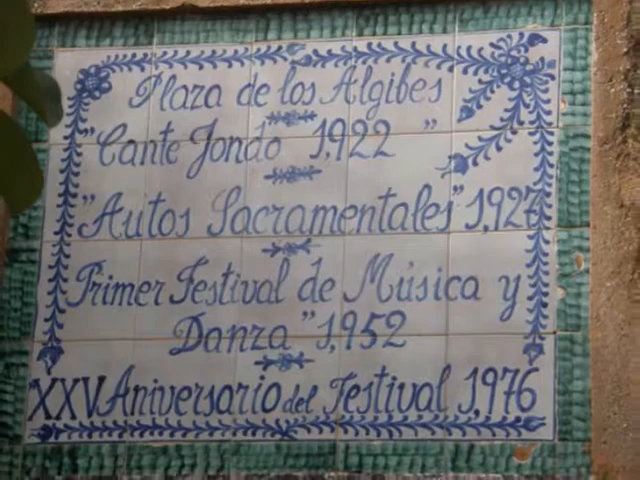 Plaza de los Algibes
"Cante Jondo 1,922 "
"Autos Sacramentales" 1,927
Primer Festival de Música y
Danza" 1,952
XXV Aniversario del Festival 1,976